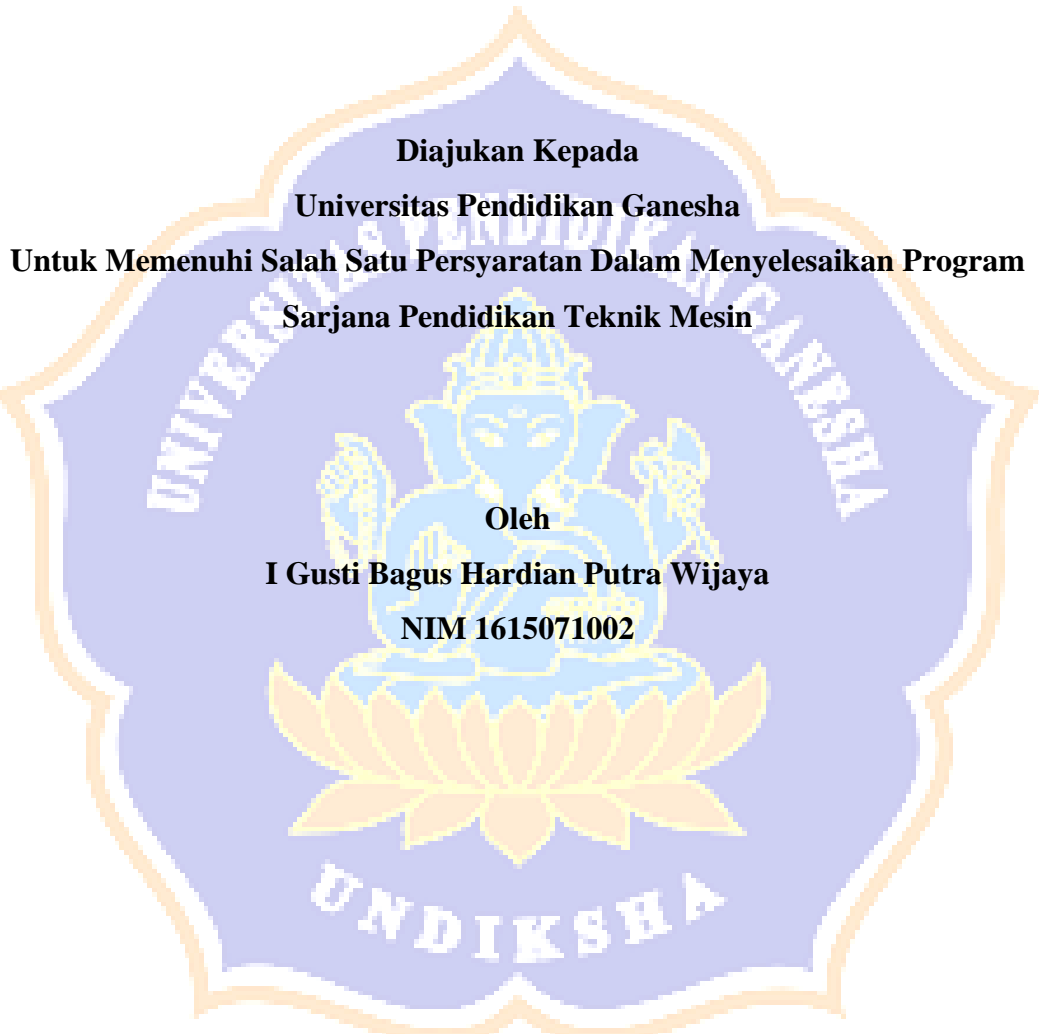 Diajukan Kepada
Universitas Pendidikan Ganesha
Untuk Memenuhi Salah Satu Persyaratan Dalam Menyelesaikan Program
Sarjana Pendidikan Teknik Mesin
UNIVERSITAS PENDIDIKAN GANESHA
Oleh
I Gusti Bagus Hardian Putra Wijaya
NIM 1615071002
UNDIKSHA